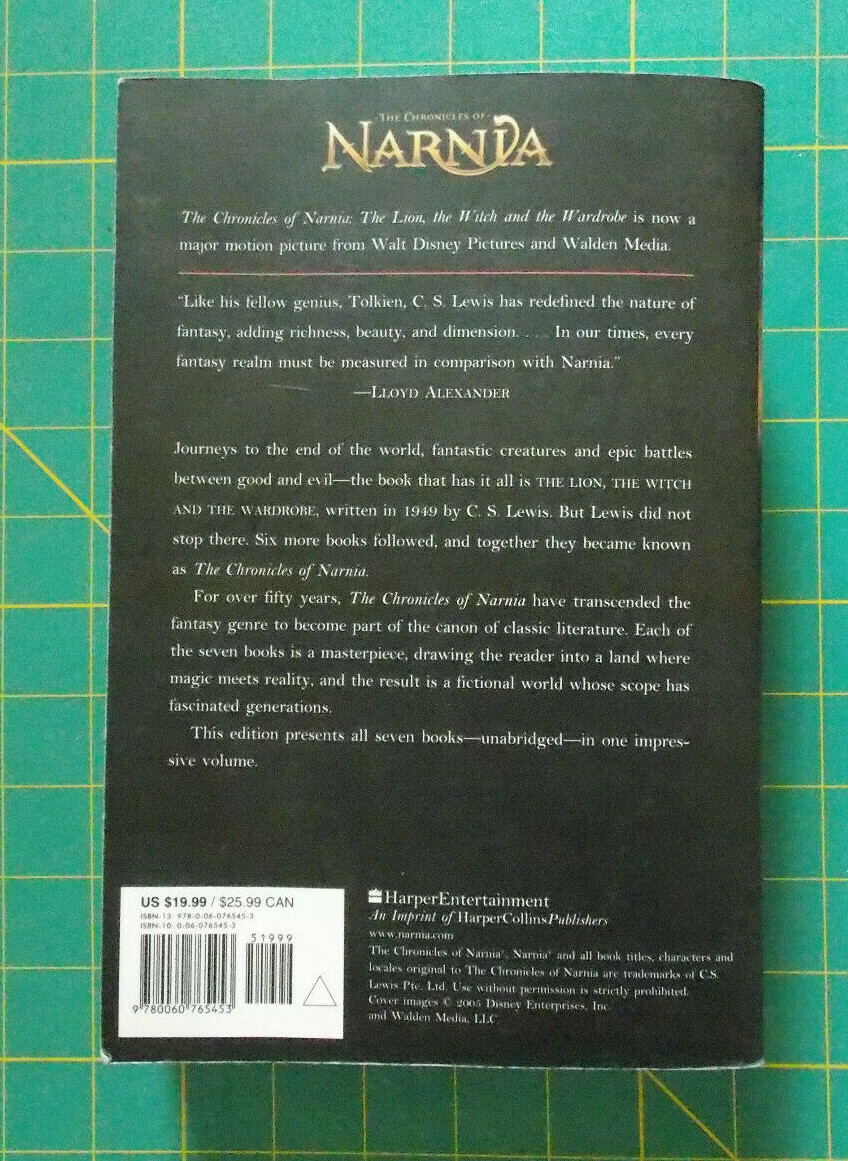 THE CHRONICLES OF
NARNIA
The Chronicles of Narnia: The Lion, the Witch and the Wardrobe is now a
major motion picture from Walt Disney Pictures and Walden Media.
“Like his fellow genius, Tolkien, C. S. Lewis has redefined the nature of
fantasy, adding richness, beauty, and dimension. . . . In our times, every
fantasy realm must be measured in comparison with Narnia.”
—LLOYD ALEXANDER
Journeys to the end of the world, fantastic creatures and epic battles
between good and evil—the book that has it all is THE LION, THE WITCH
AND THE WARDROBE, written in 1949 by C. S. Lewis. But Lewis did not
stop there. Six more books followed, and together they became known
as The Chronicles of Narnia.
For over fifty years, The Chronicles of Narnia have transcended the
fantasy genre to become part of the canon of classic literature. Each of
the seven books is a masterpiece, drawing the reader into a land where
magic meets reality, and the result is a fictional world whose scope has
fascinated generations.
This edition presents all seven books—unabridged—in one impres-
sive volume.
US $19.99 / $25.99 CAN
ISBN-13: 978-0-06-076545-3
ISBN-10: 0-06-076545-3
51999
9 780060 765453
HarperEntertainment
An Imprint of HarperCollinsPublishers
www.narnia.com
The Chronicles of Narnia®, Narnia® and all book titles, characters and
locales original to The Chronicles of Narnia are trademarks of C.S.
Lewis Pte. Ltd. Use without permission is strictly prohibited.
Cover images © 2005 Disney Enterprises, Inc.
and Walden Media, LLC